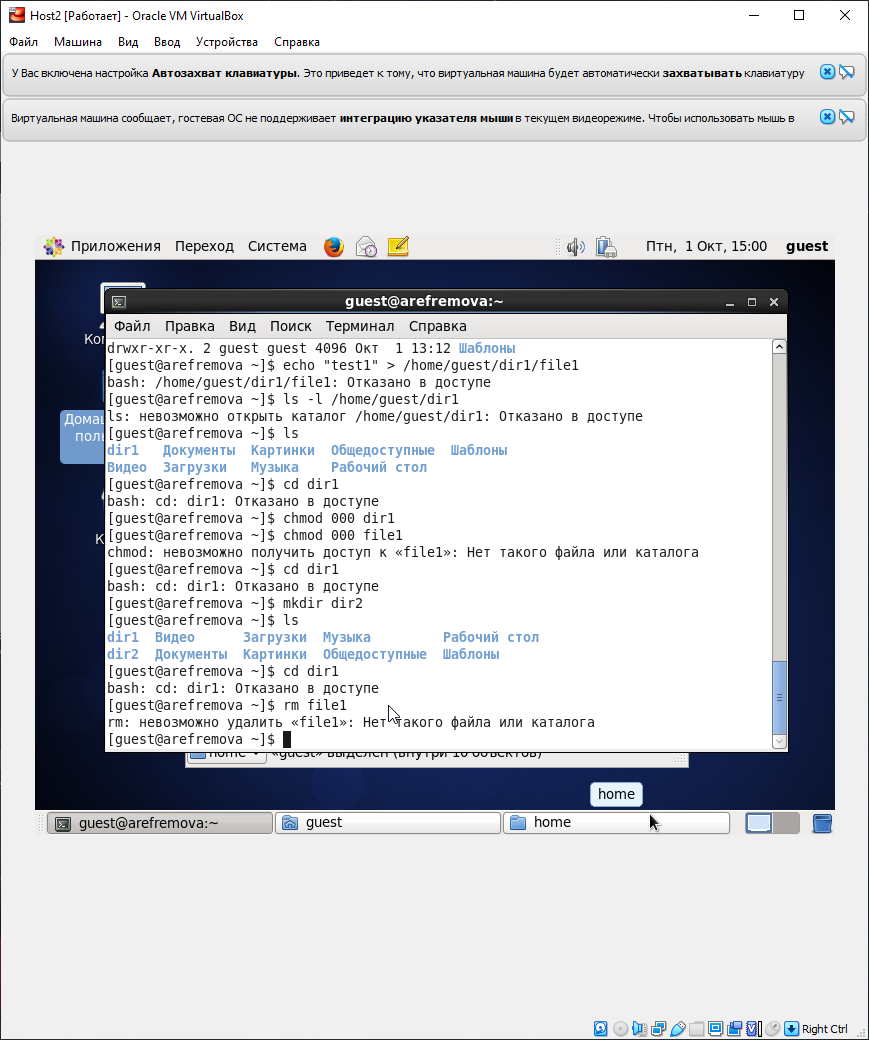 Host2 [Работает] - Oracle VM VirtualBox
Файл Машина Вид Ввод Устройства Справка
У Вас включена настройка Автозахват клавиатуры. Это приведет к тому, что виртуальная машина будет автоматически захватывать клавиатуру
Виртуальная машина сообщает, гостевая ОС не поддерживает интеграцию указателя мыши в текущем видеорежиме. Чтобы использовать мышь в
Приложения Переход Система Птн, 1 Окт, 15:00 guest
guest@arefremova:~
Файл Правка Вид Поиск Терминал Справка
drwxr-xr-x. 2 guest guest 4096 Окт  1 13:12 Шаблоны
[guest@arefremova ~]$ echo "test1" > /home/guest/dir1/file1
bash: /home/guest/dir1/file1: Отказано в доступе
[guest@arefremova ~]$ ls -l /home/guest/dir1
ls: невозможно открыть каталог /home/guest/dir1: Отказано в доступе
[guest@arefremova ~]$ ls
dir1   Документы  Картинки  Общедоступные  Шаблоны
Видео  Загрузки   Музыка    Рабочий стол
[guest@arefremova ~]$ cd dir1
bash: cd: dir1: Отказано в доступе
[guest@arefremova ~]$ chmod 000 dir1
[guest@arefremova ~]$ chmod 000 file1
chmod: невозможно получить доступ к «file1»: Нет такого файла или каталога
[guest@arefremova ~]$ cd dir1
bash: cd: dir1: Отказано в доступе
[guest@arefremova ~]$ mkdir dir2
[guest@arefremova ~]$ ls
dir1  Видео      Загрузки  Музыка         Рабочий стол
dir2  Документы  Картинки  Общедоступные  Шаблоны
[guest@arefremova ~]$ cd dir1
bash: cd: dir1: Отказано в доступе
[guest@arefremova ~]$ rm file1
rm: невозможно удалить «file1»: Нет такого файла или каталога
[guest@arefremova ~]$
home «guest» выделен (внутри 10 объектов)
home
guest@arefremova:~ guest home
Right Ctrl